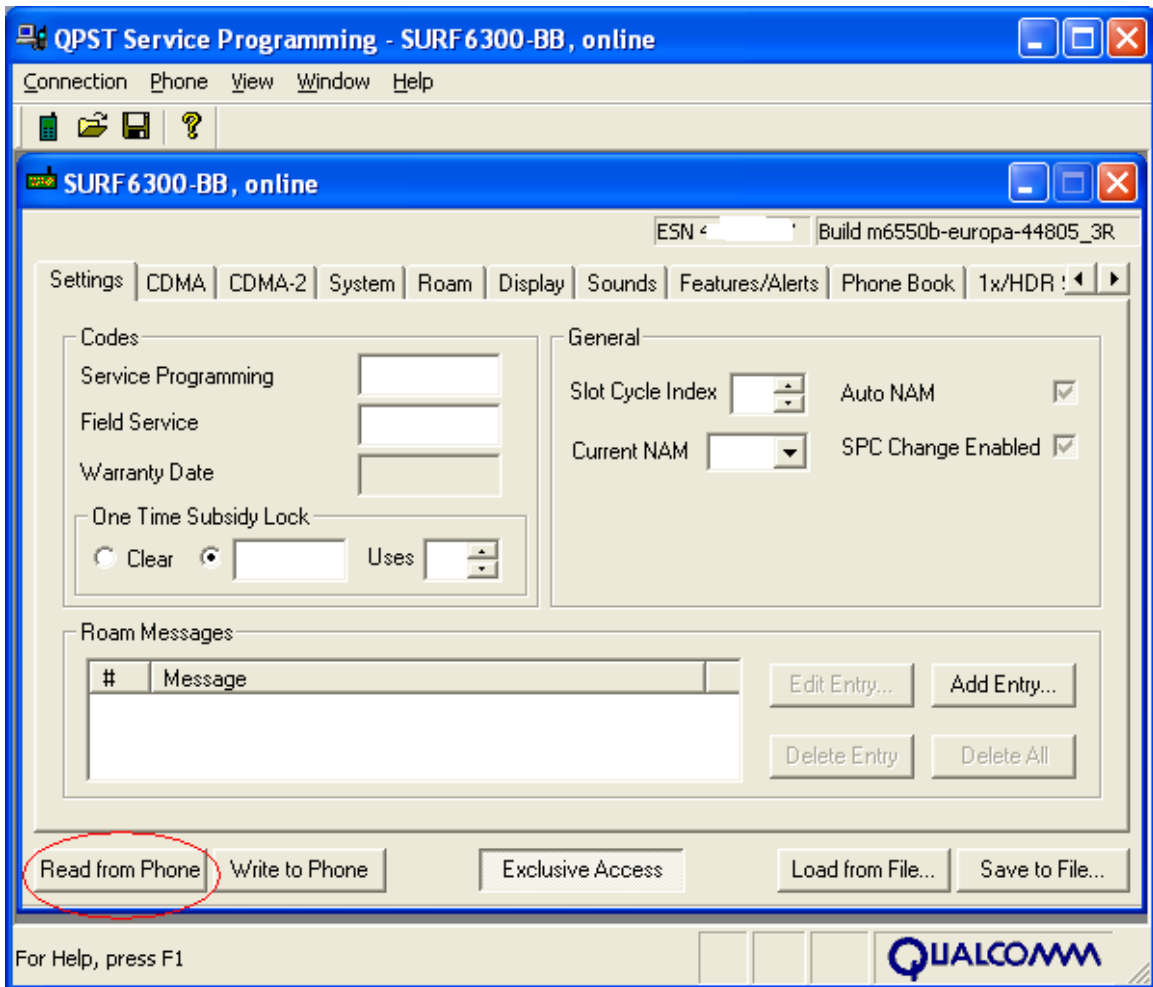 QPST Service Programming - SURF6300-BB, online
Connection Phone View Window Help
SURF6300-BB, online
ESN Build m6550b-europa-44805_3R
Settings CDMA CDMA-2 System Roam Display Sounds Features/Alerts Phone Book 1x/HDR
Codes
Service Programming
Field Service
Warranty Date
One Time Subsidy Lock
Clear Uses
General
Slot Cycle Index Auto NAM
Current NAM SPC Change Enabled
Roam Messages
# Message
Edit Entry... Add Entry...
Delete Entry Delete All
Read from Phone Write to Phone Exclusive Access Load from File... Save to File...
For Help, press F1
QUALCOMM